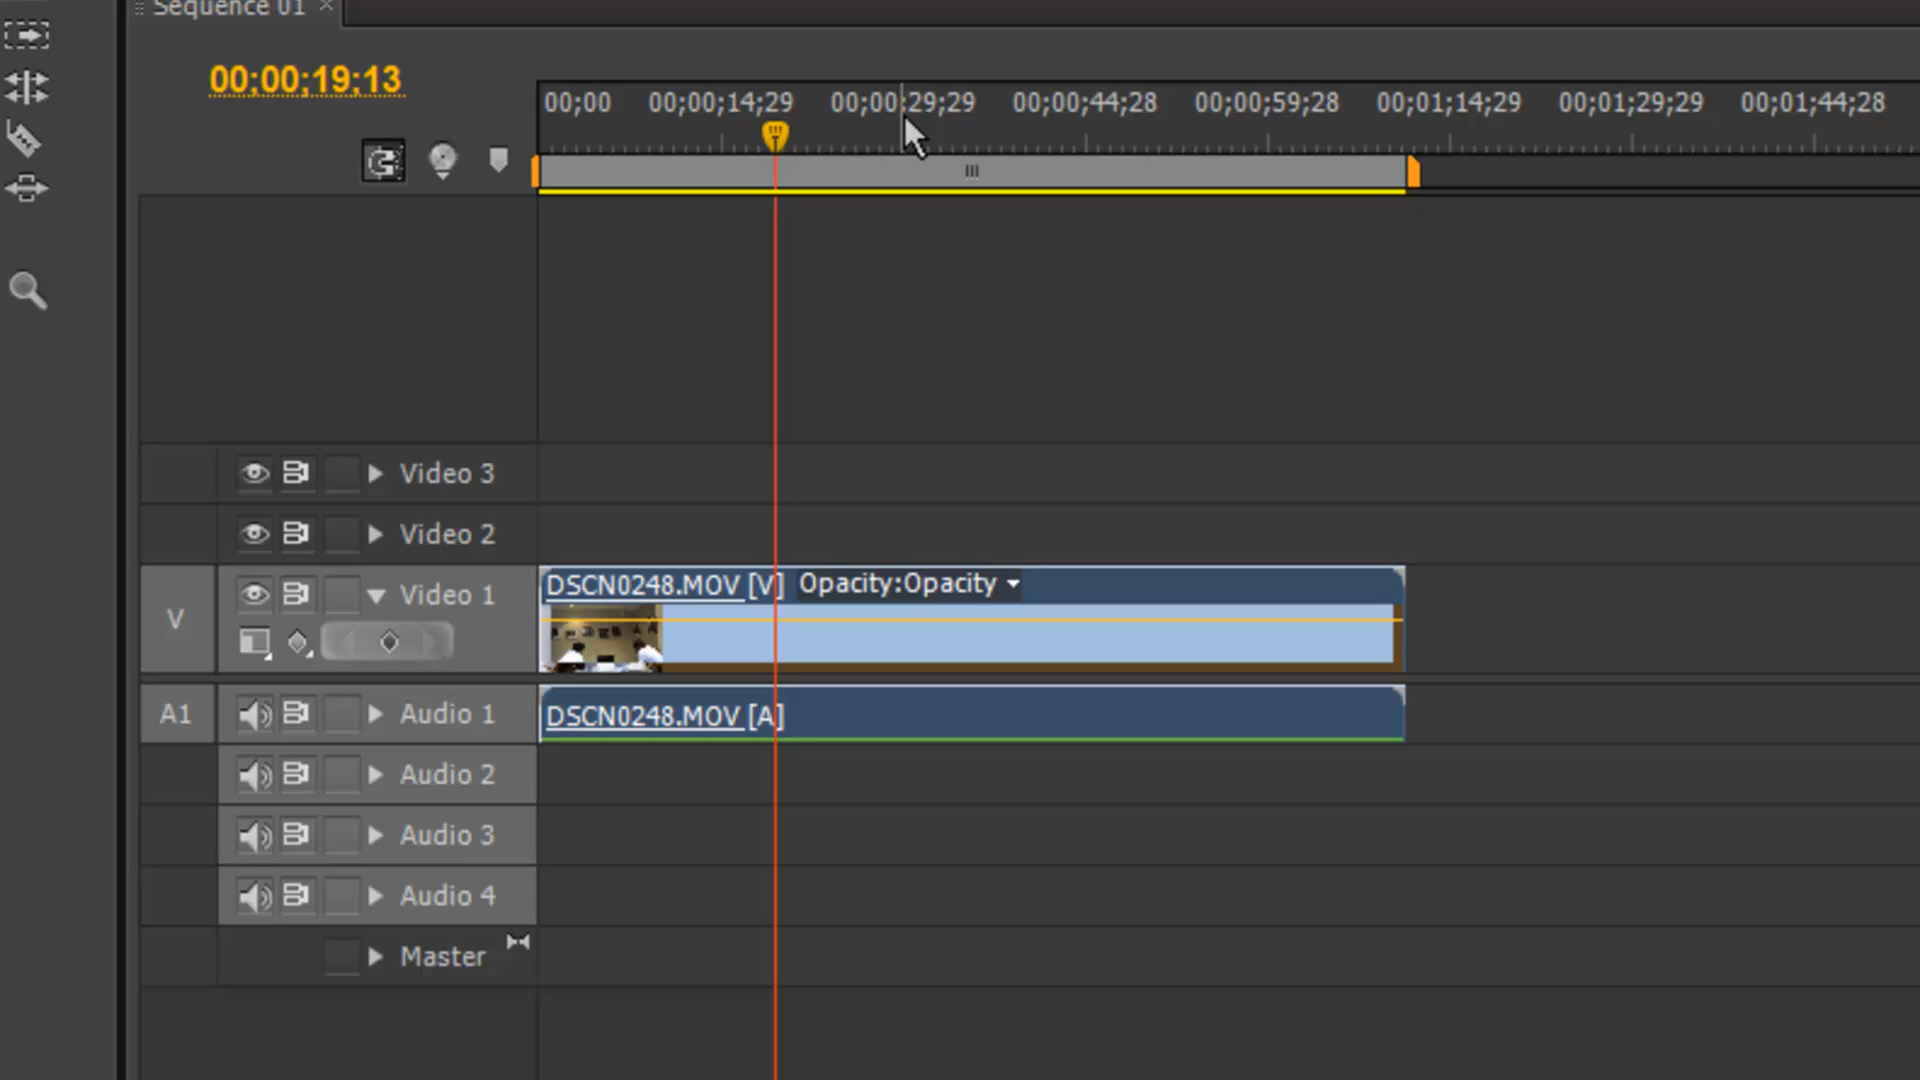 Sequence 01
00;00;19;13
00;00 00;00;14;29 00;00;29;29 00;00;44;28 00;00;59;28 00;01;14;29 00;01;29;29 00;01;44;28
Video 3
Video 2
V Video 1 DSCN0248.MOV [V] Opacity:Opacity
A1 Audio 1 DSCN0248.MOV [A]
Audio 2
Audio 3
Audio 4
Master